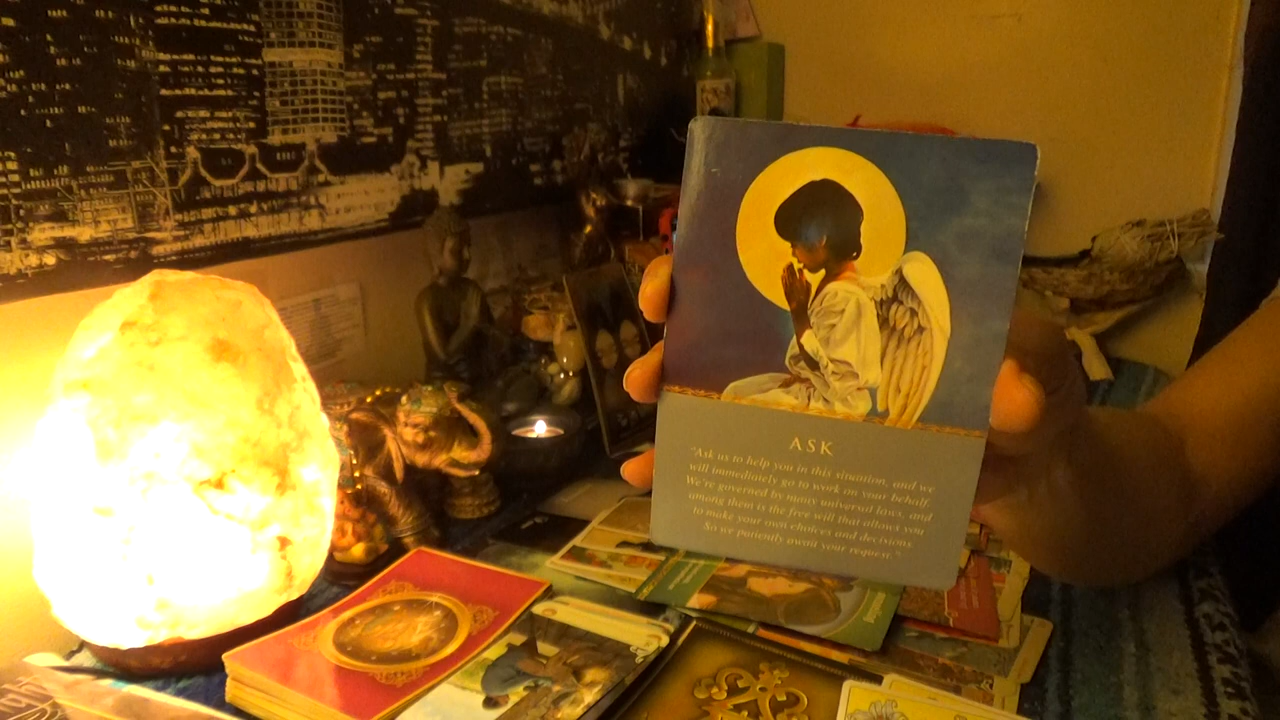 ASK
"Ask us to help you in this situation, and we
will immediately go to work on your behalf.
We're governed by many universal laws, and
among them is the free will that allows you
to make your own choices and decisions.
So we patiently await your request."